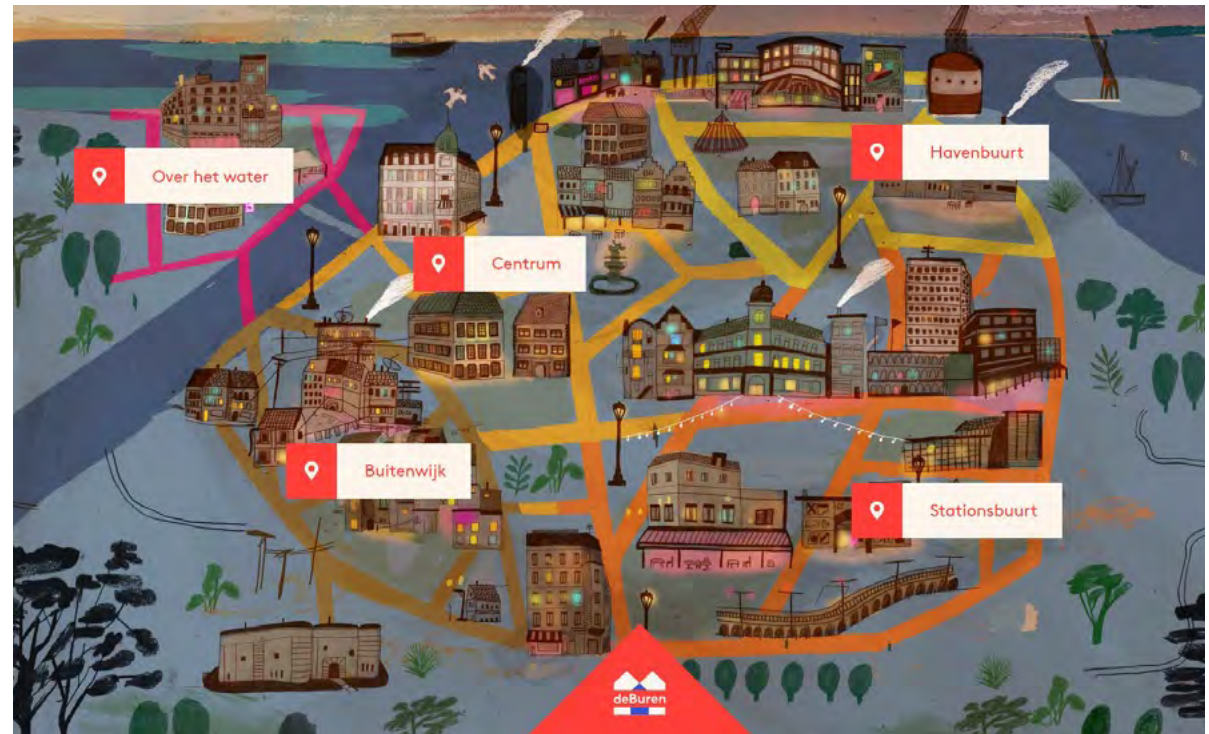 Over het water
Havenbuurt
Centrum
Buitenwijk
Stationsbuurt
deBuren